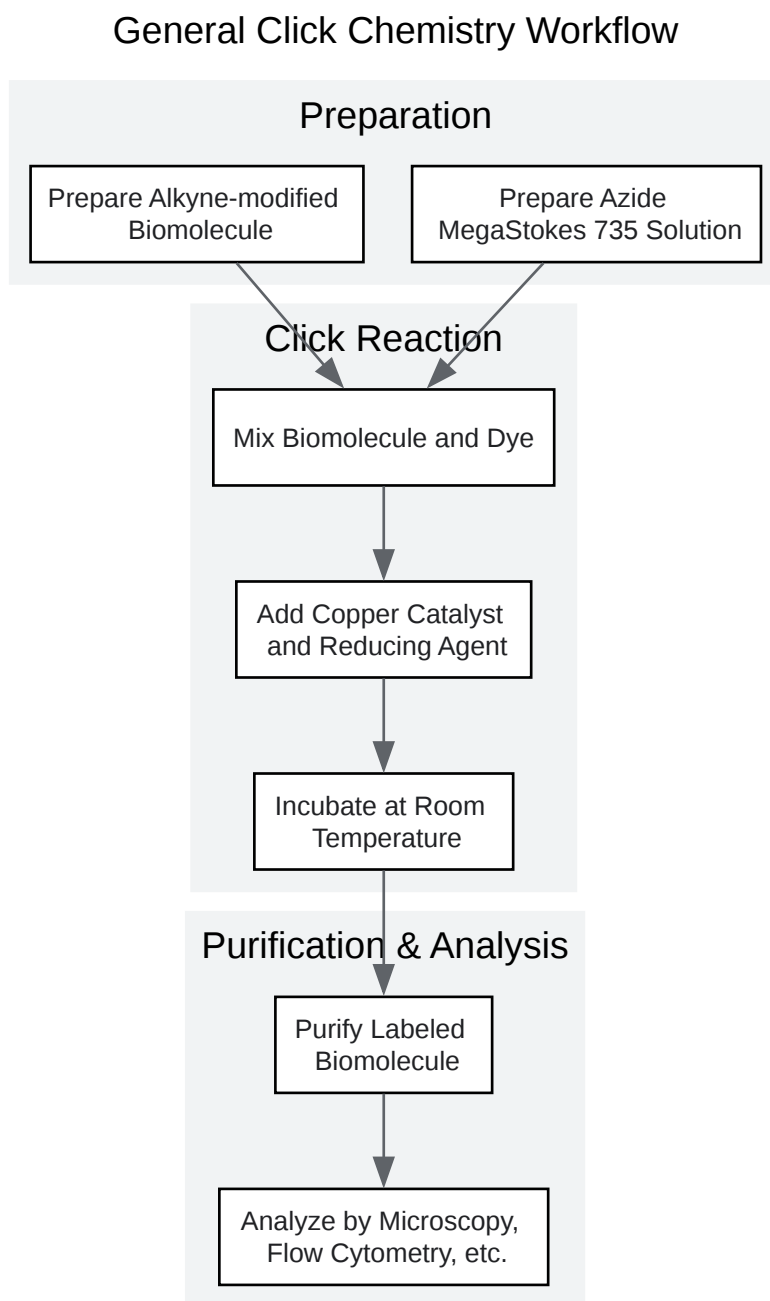 General Click Chemistry Workflow
Preparation
Prepare Alkyne-modified
Biomolecule
Prepare Azide
MegaStokes 735 Solution
Click Reaction
Mix Biomolecule and Dye
Add Copper Catalyst
and Reducing Agent
Incubate at Room
Temperature
Purification & Analysis
Purify Labeled
Biomolecule
Analyze by Microscopy,
Flow Cytometry, etc.